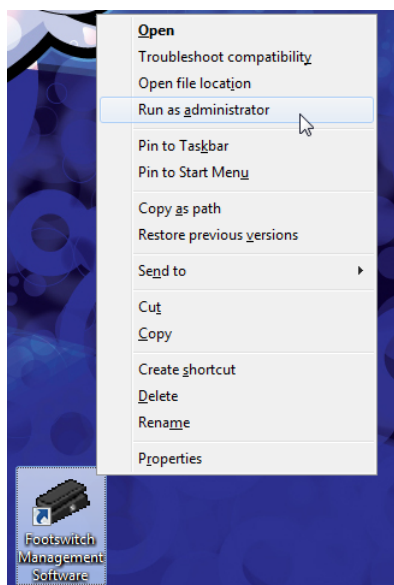 Open
Troubleshoot compatibility
Open file location
Run as administrator
Pin to Taskbar
Pin to Start Menu
Copy as path
Restore previous versions
Send to
Cut
Copy
Create shortcut
Delete
Rename
Properties
Footswitch
Management
Software